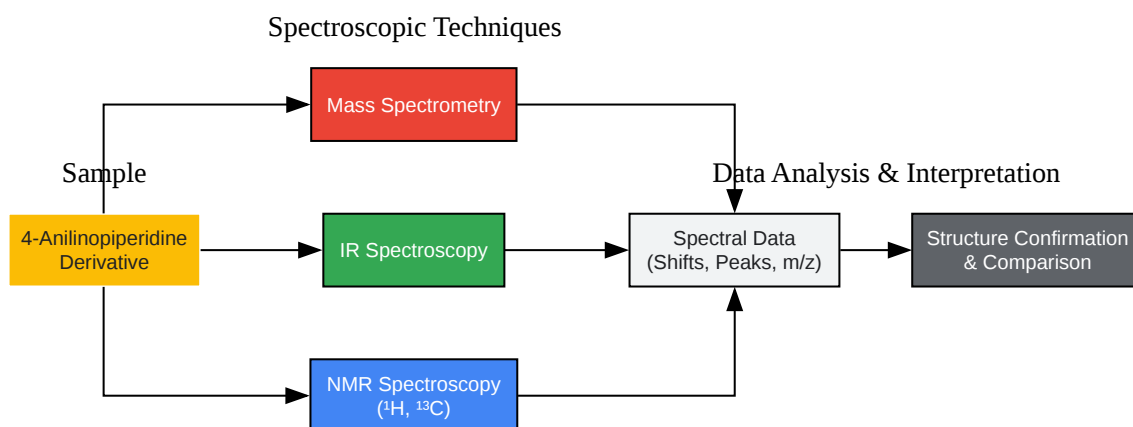 Spectroscopic Techniques
Mass Spectrometry
Sample
Data Analysis & Interpretation
4-Anilinopiperidine
Derivative
IR Spectroscopy
Spectral Data
(Shifts, Peaks, m/z)
Structure Confirmation
& Comparison
NMR Spectroscopy
(¹H, ¹³C)